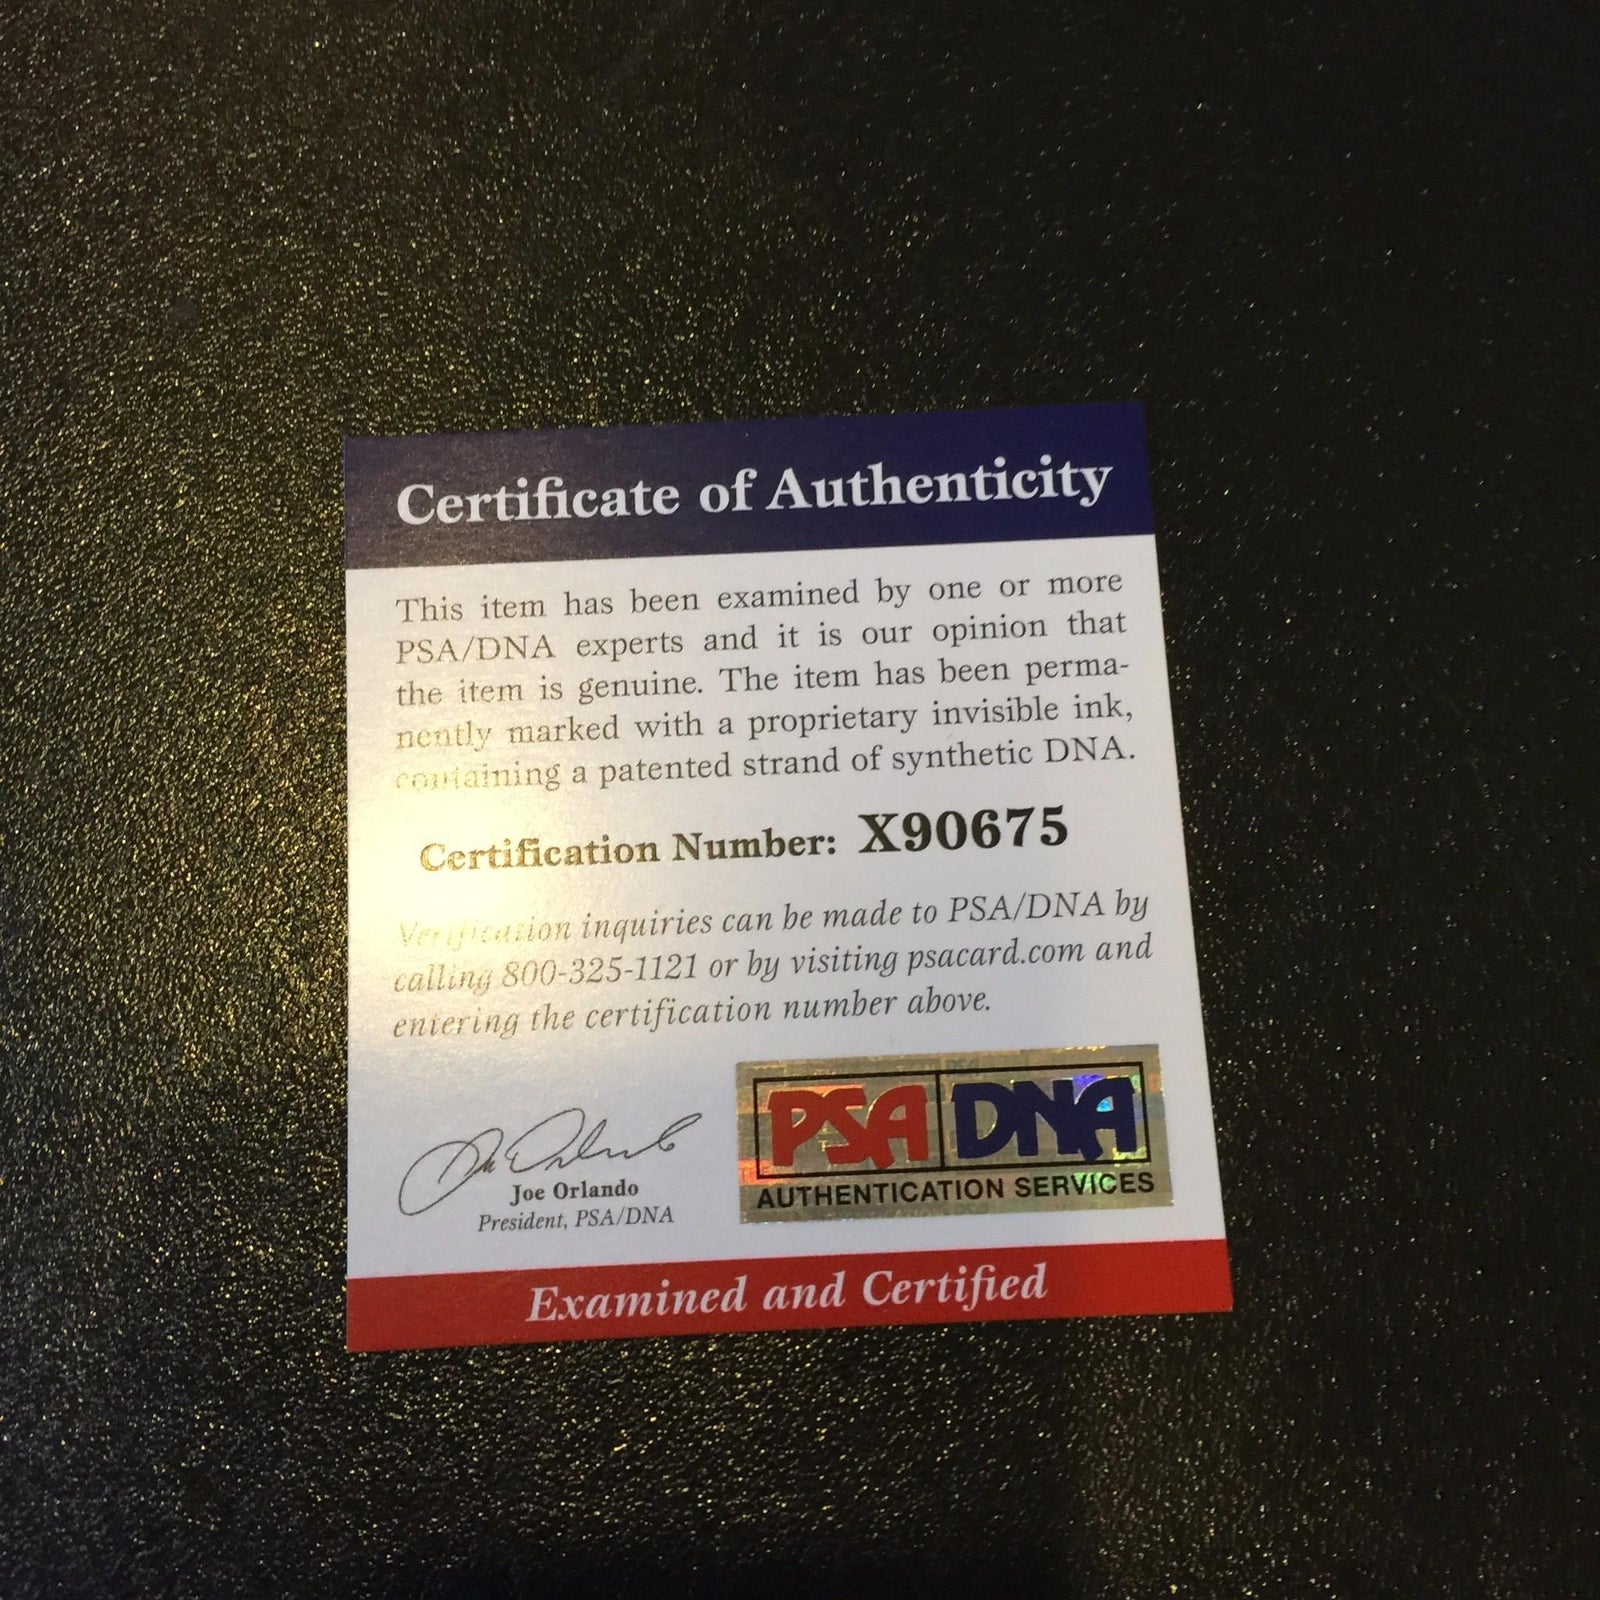 Certificate of Authenticity
This item has been examined by one or more
PSA/DNA experts and it is our opinion that
the item is genuine. The item has been perma-
nently marked with a proprietary invisible ink,
containing a patented strand of synthetic DNA.
Certification Number: X90675
Verification inquiries can be made to PSA/DNA by
calling 800-325-1121 or by visiting psacard.com and
entering the certification number above.
Joe Orlando
Joe Orlando
President, PSA/DNA
PSA DNA
AUTHENTICATION SERVICES
Examined and Certified